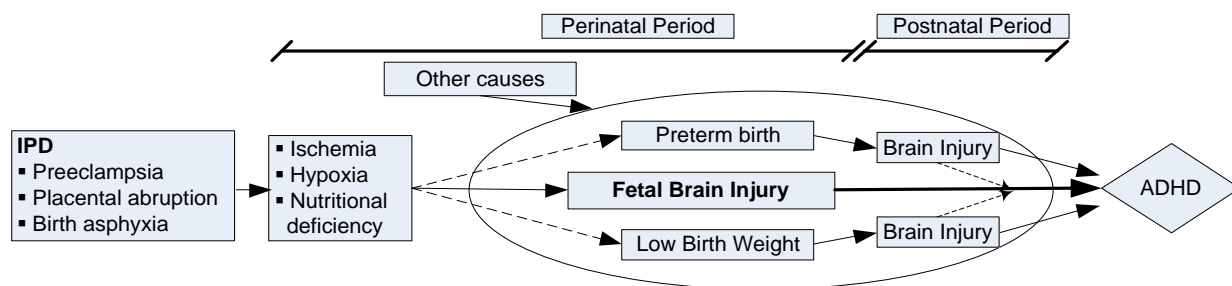 Perinatal Period
Postnatal Period
Other causes
IPD
▪ Preeclampsia
▪ Placental abruption
▪ Birth asphyxia
▪ Ischemia
▪ Hypoxia
▪ Nutritional
deficiency
Preterm birth
Brain Injury
Fetal Brain Injury
ADHD
Low Birth Weight
Brain Injury